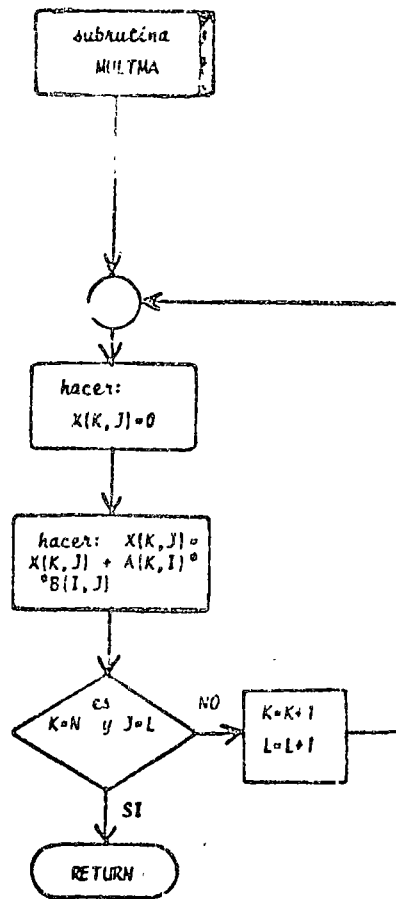 subrutina
MULTMA
hacer:
X(K,J)=0
hacer: X(K,J)=
X(K,J) + A(K,I)*
*B(I,J)
es
K=N y J=L
NO
K=K+1
L=L+1
SI
RETURN